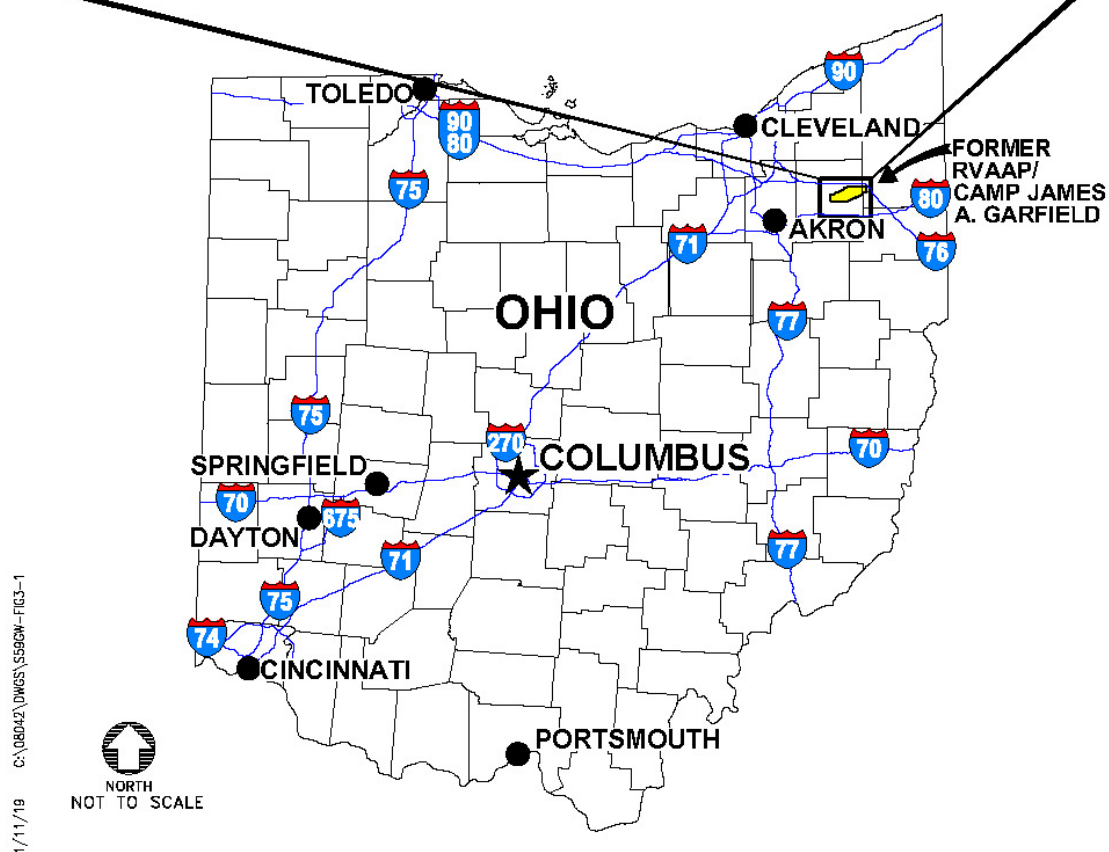 90
TOLEDO
90
80
CLEVELAND
FORMER
RVAAP/
CAMP JAMES
A. GARFIELD
75
80
AKRON
71
76
OHIO
77
75
270
COLUMBUS
70
SPRINGFIELD
70
675
DAYTON
71
77
75
74
CINCINNATI
PORTSMOUTH
NORTH
NOT TO SCALE
1/11/19 C:\08042\DWGS\S59GW-FIG3-1